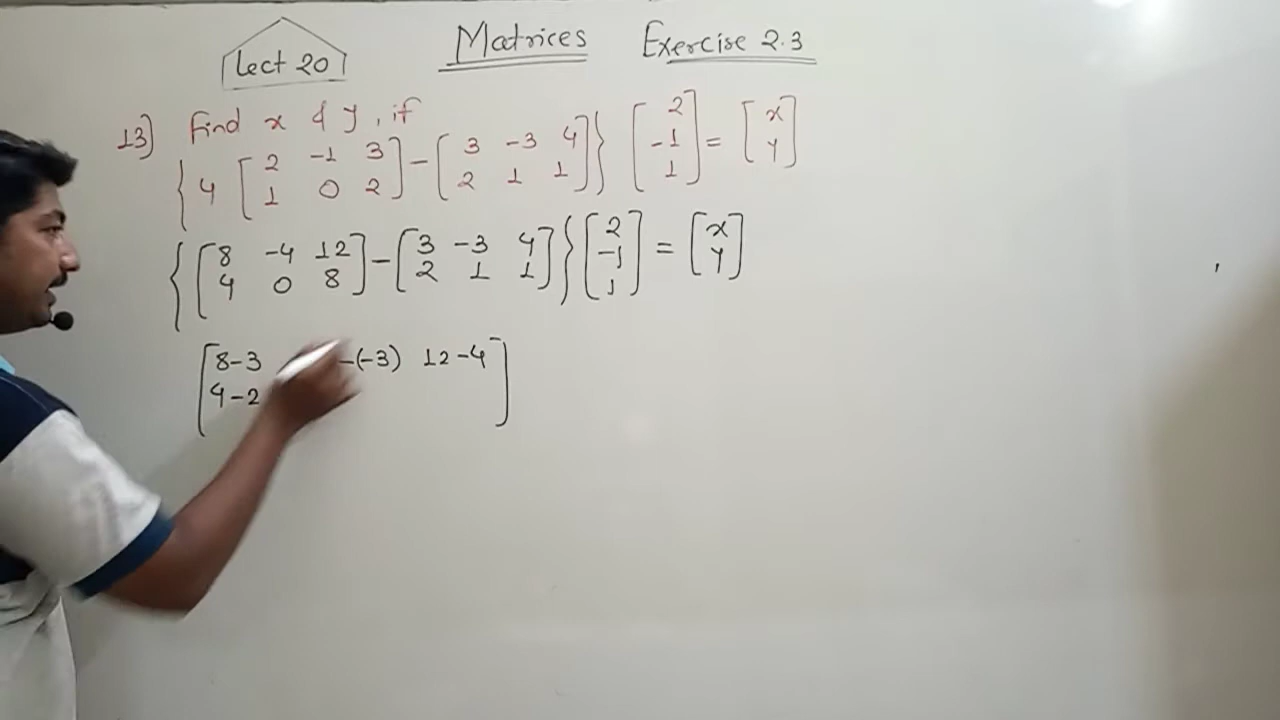 Lect 20 Matrices Exercise 2.3
13) Find x & y, if
{ 4 [ 2 -1 3 ] - [ 3 -3 4 ] } [ 2 ] = [ x ]
1 0 2 2 1 1 -1 y
1
{ [ 8 -4 12 ] - [ 3 -3 4 ] } [ 2 ] = [ x ]
4 0 8 2 1 1 -1 y
1
[ 8-3 -(-3) 12-4 ]
4-2